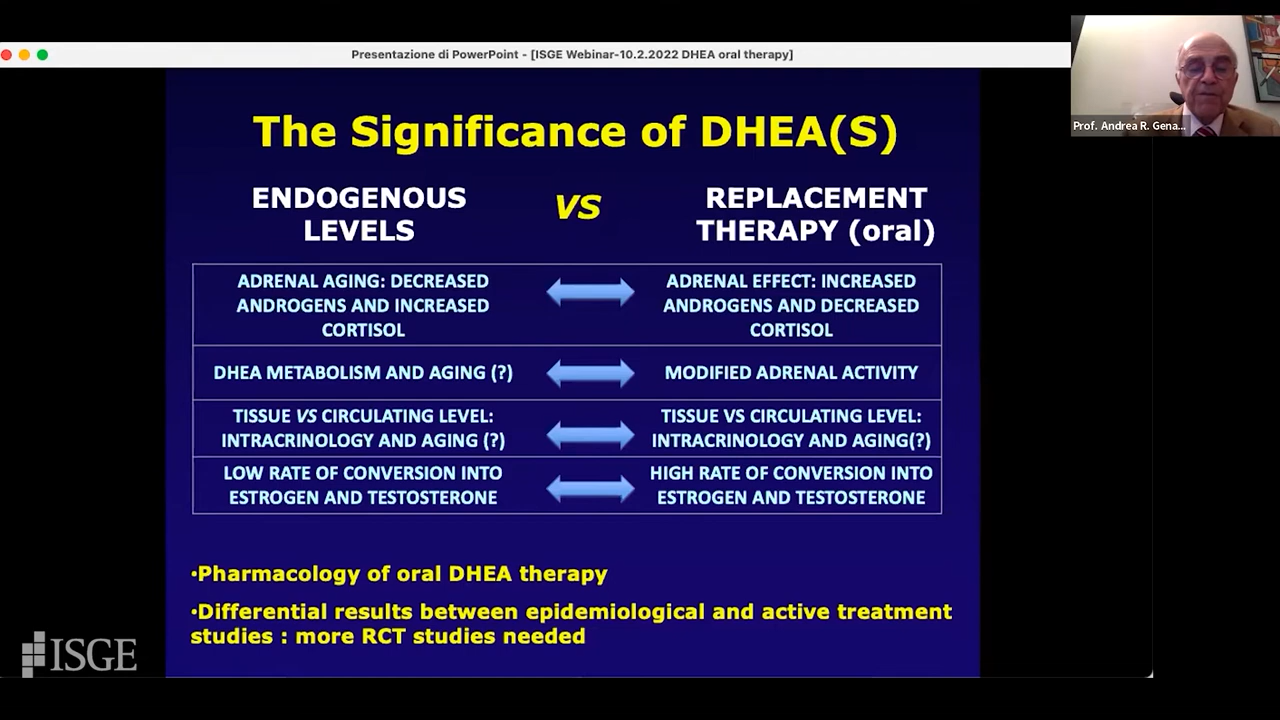 Presentazione di PowerPoint - [ISGE Webinar-10.2.2022 DHEA oral therapy]
Prof. Andrea R. Gena...
The Significance of DHEA(S)
ENDOGENOUS
LEVELS
VS
REPLACEMENT
THERAPY (oral)
ADRENAL AGING: DECREASED
ANDROGENS AND INCREASED
CORTISOL
ADRENAL EFFECT: INCREASED
ANDROGENS AND DECREASED
CORTISOL
DHEA METABOLISM AND AGING (?)
MODIFIED ADRENAL ACTIVITY
TISSUE VS CIRCULATING LEVEL:
INTRACRINOLOGY AND AGING (?)
TISSUE VS CIRCULATING LEVEL:
INTRACRINOLOGY AND AGING(?)
LOW RATE OF CONVERSION INTO
ESTROGEN AND TESTOSTERONE
HIGH RATE OF CONVERSION INTO
ESTROGEN AND TESTOSTERONE
•Pharmacology of oral DHEA therapy
•Differential results between epidemiological and active treatment
studies : more RCT studies needed
ISGE